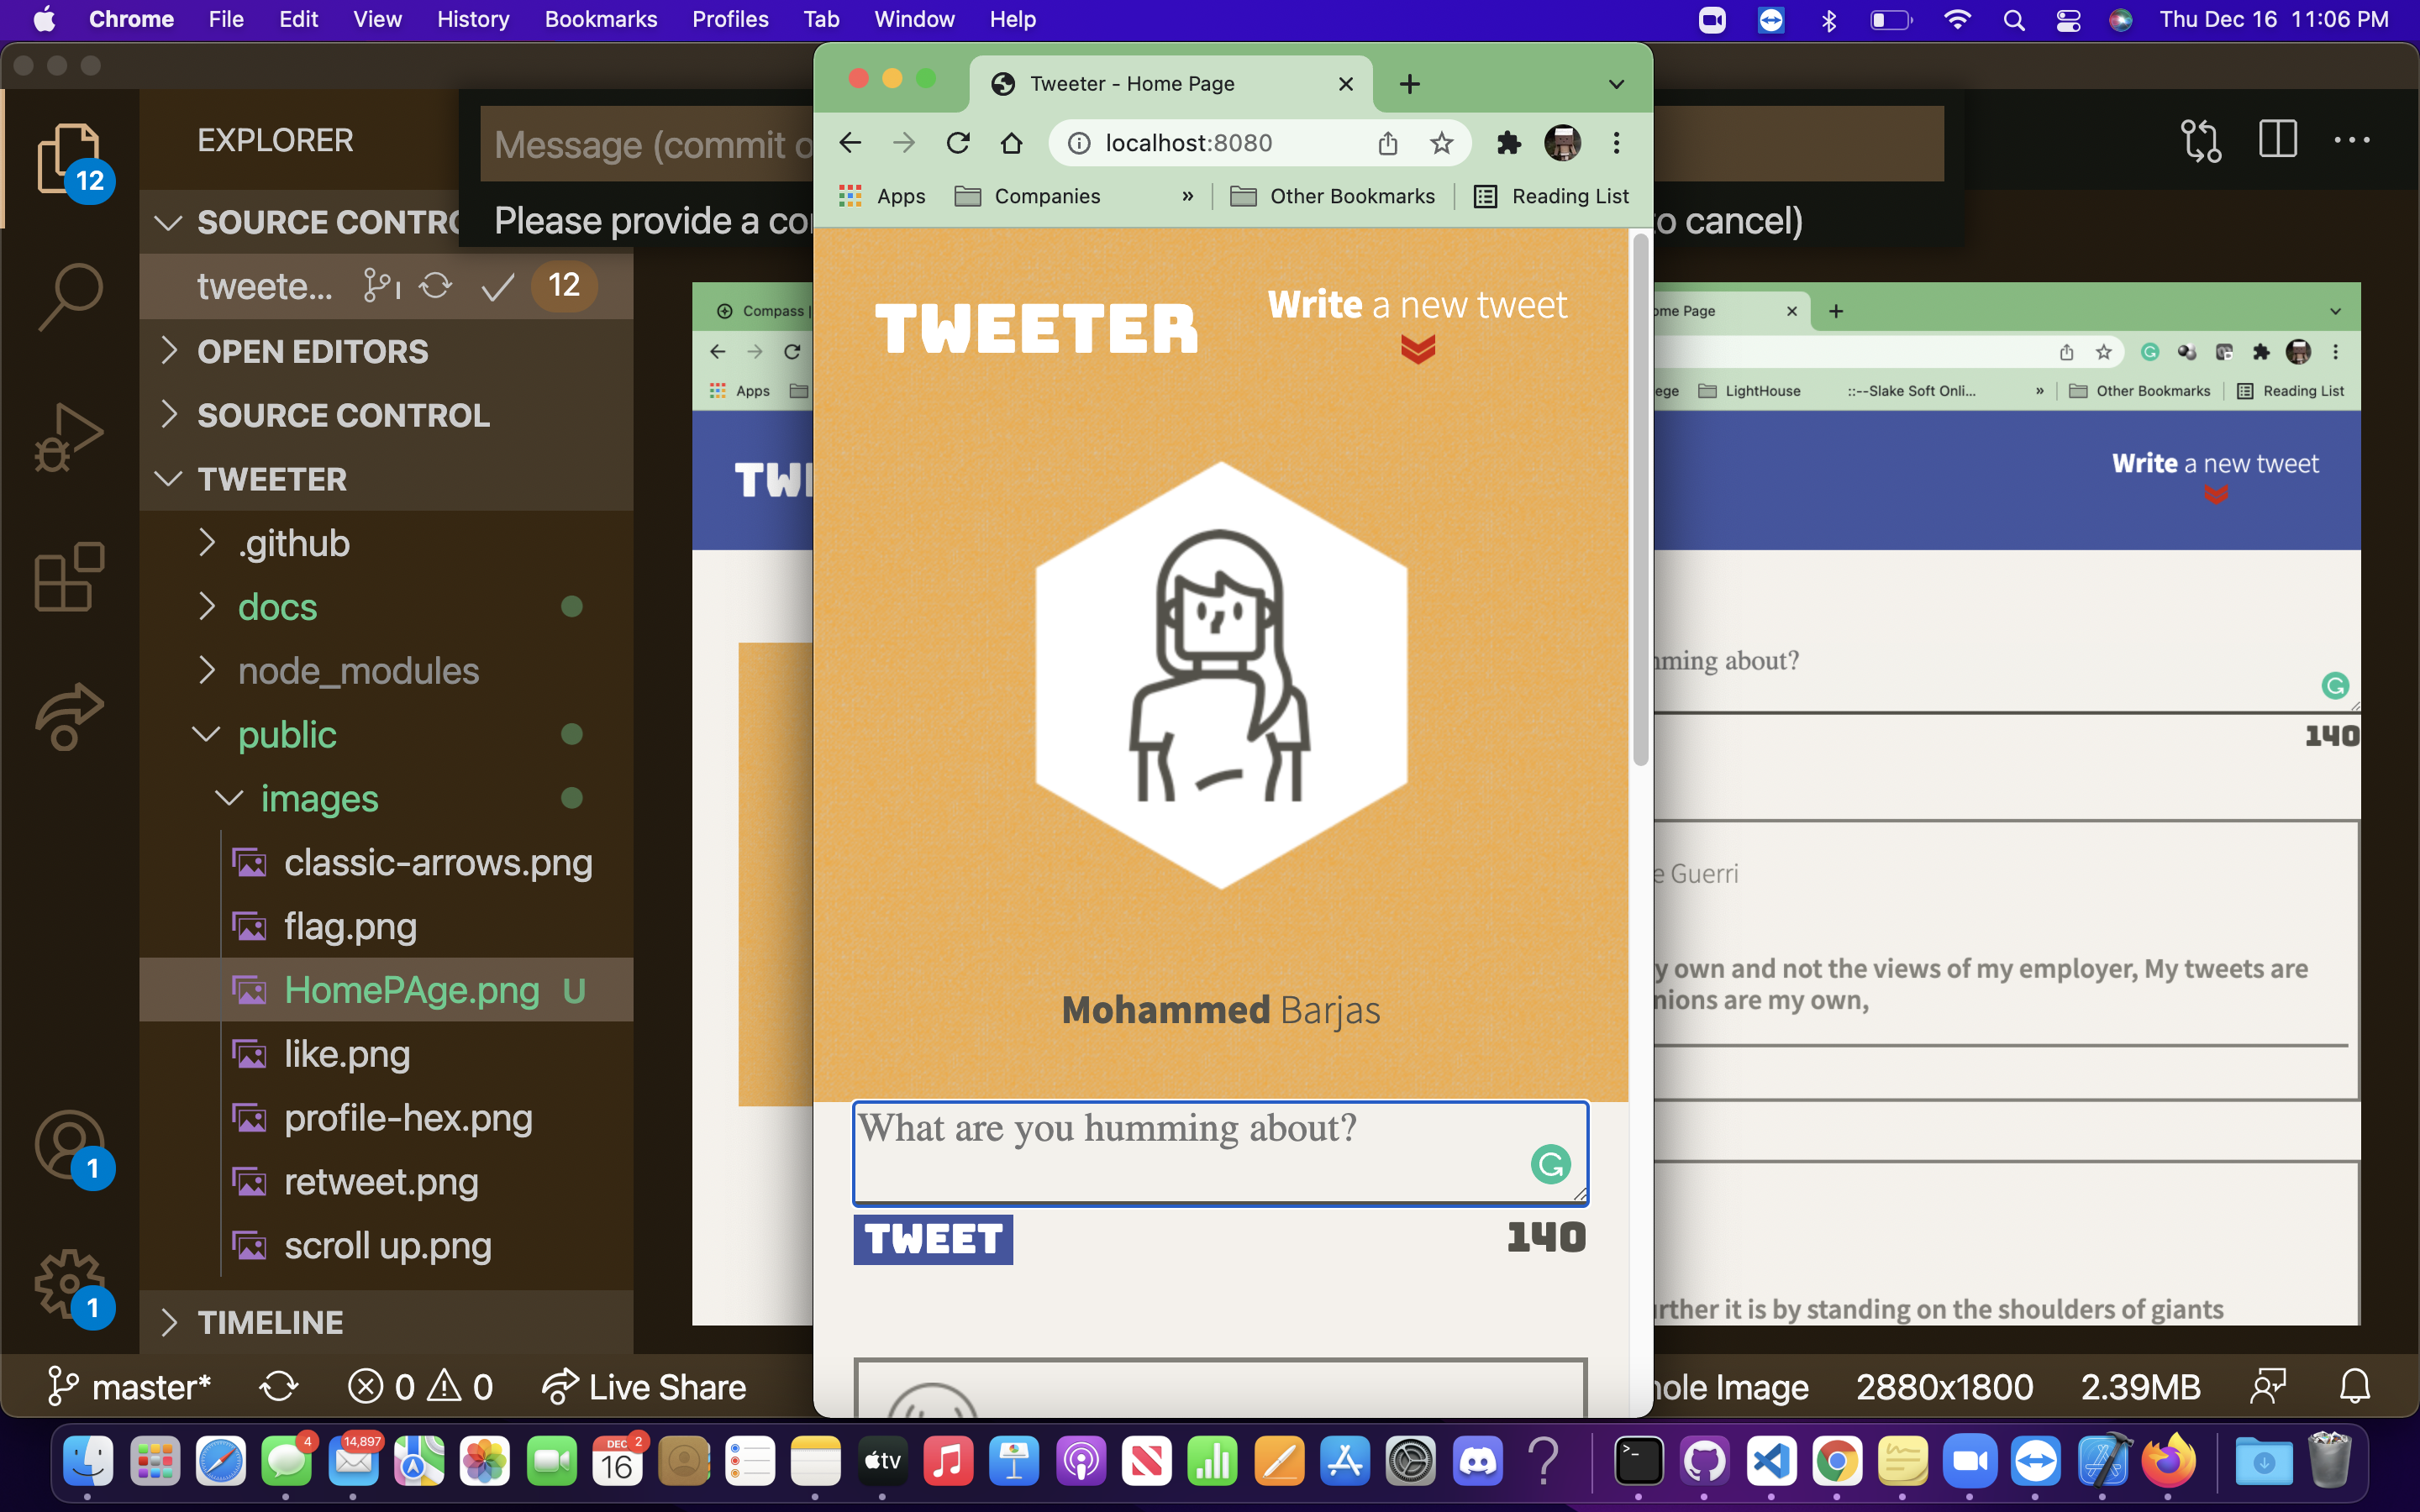 Chrome File Edit View History Bookmarks Profiles Tab Window Help Thu Dec 16 11:06 PM
EXPLORER
12
SOURCE CONTRO
tweete... 12
OPEN EDITORS
SOURCE CONTROL
TWEETER
.github
docs
node_modules
public
images
classic-arrows.png
flag.png
HomePAge.png U
like.png
profile-hex.png
retweet.png
scroll up.png
TIMELINE
1
1
Message (commit o
Please provide a co
o cancel)
Tweeter - Home Page
localhost:8080
Apps Companies » Other Bookmarks Reading List
TWEETER
Write a new tweet
Mohammed Barjas
What are you humming about?
TWEET 140
Compass |
Apps
TW
ome Page
ege LightHouse ::--Slake Soft Onli... » Other Bookmarks Reading List
Write a new tweet
mming about?
140
e Guerri
y own and not the views of my employer, My tweets are
nions are my own,
rther it is by standing on the shoulders of giants
master* 0 0 Live Share
ole Image 2880x1800 2.39MB
4
14,897
DEC 2
16
tv